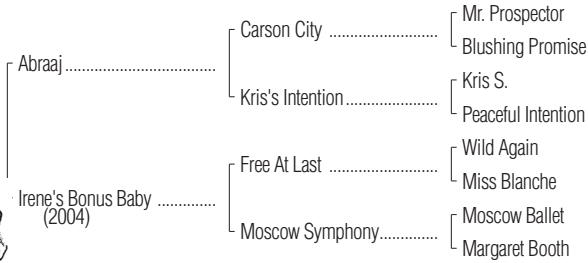 Mr. Prospector
Carson City ..........................
Blushing Promise
Abraaj....................................
Kris S.
Kris's Intention......................
Peaceful Intention
Wild Again
Free At Last ..........................
Miss Blanche
Irene's Bonus Baby ..............
(2004)
Moscow Ballet
Moscow Symphony..............
Margaret Booth